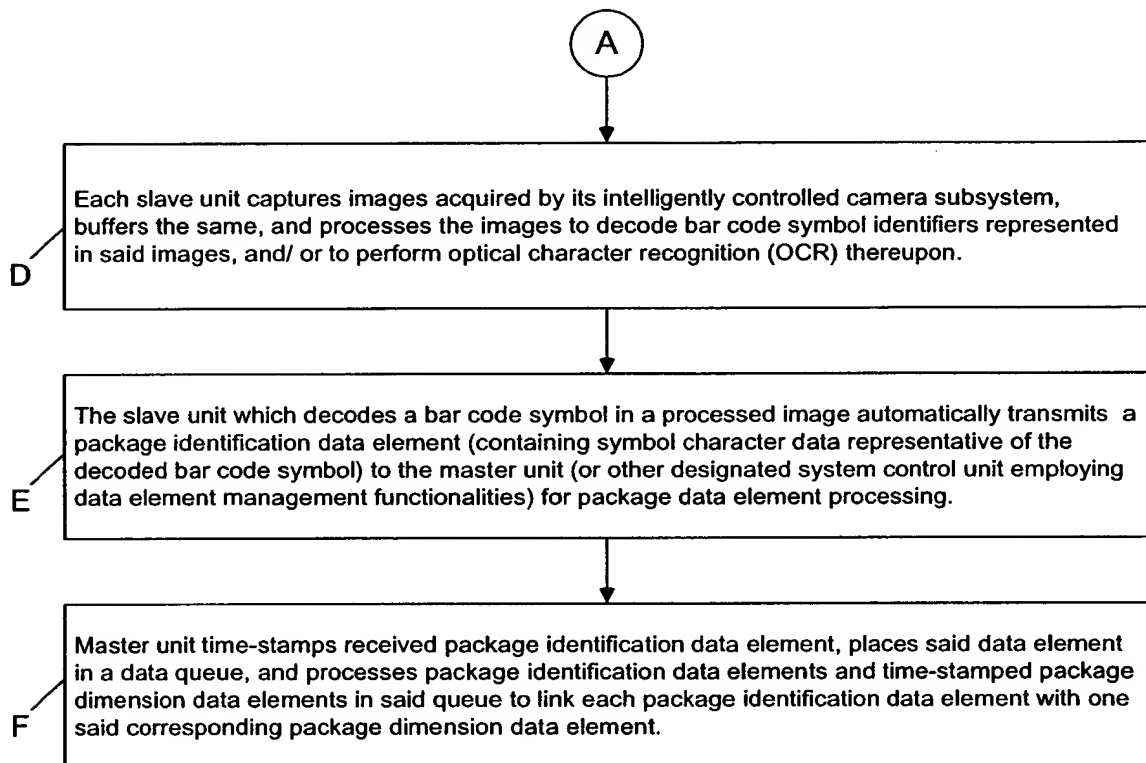 A
Each slave unit captures images acquired by its intelligently controlled camera subsystem,
buffers the same, and processes the images to decode bar code symbol identifiers represented
in said images, and/ or to perform optical character recognition (OCR) thereupon.
D
The slave unit which decodes a bar code symbol in a processed image automatically transmits a
package identification data element (containing symbol character data representative of the
decoded bar code symbol) to the master unit (or other designated system control unit employing
data element management functionalities) for package data element processing.
E
Master unit time-stamps received package identification data element, places said data element
in a data queue, and processes package identification data elements and time-stamped package
dimension data elements in said queue to link each package identification data element with one
said corresponding package dimension data element.
F